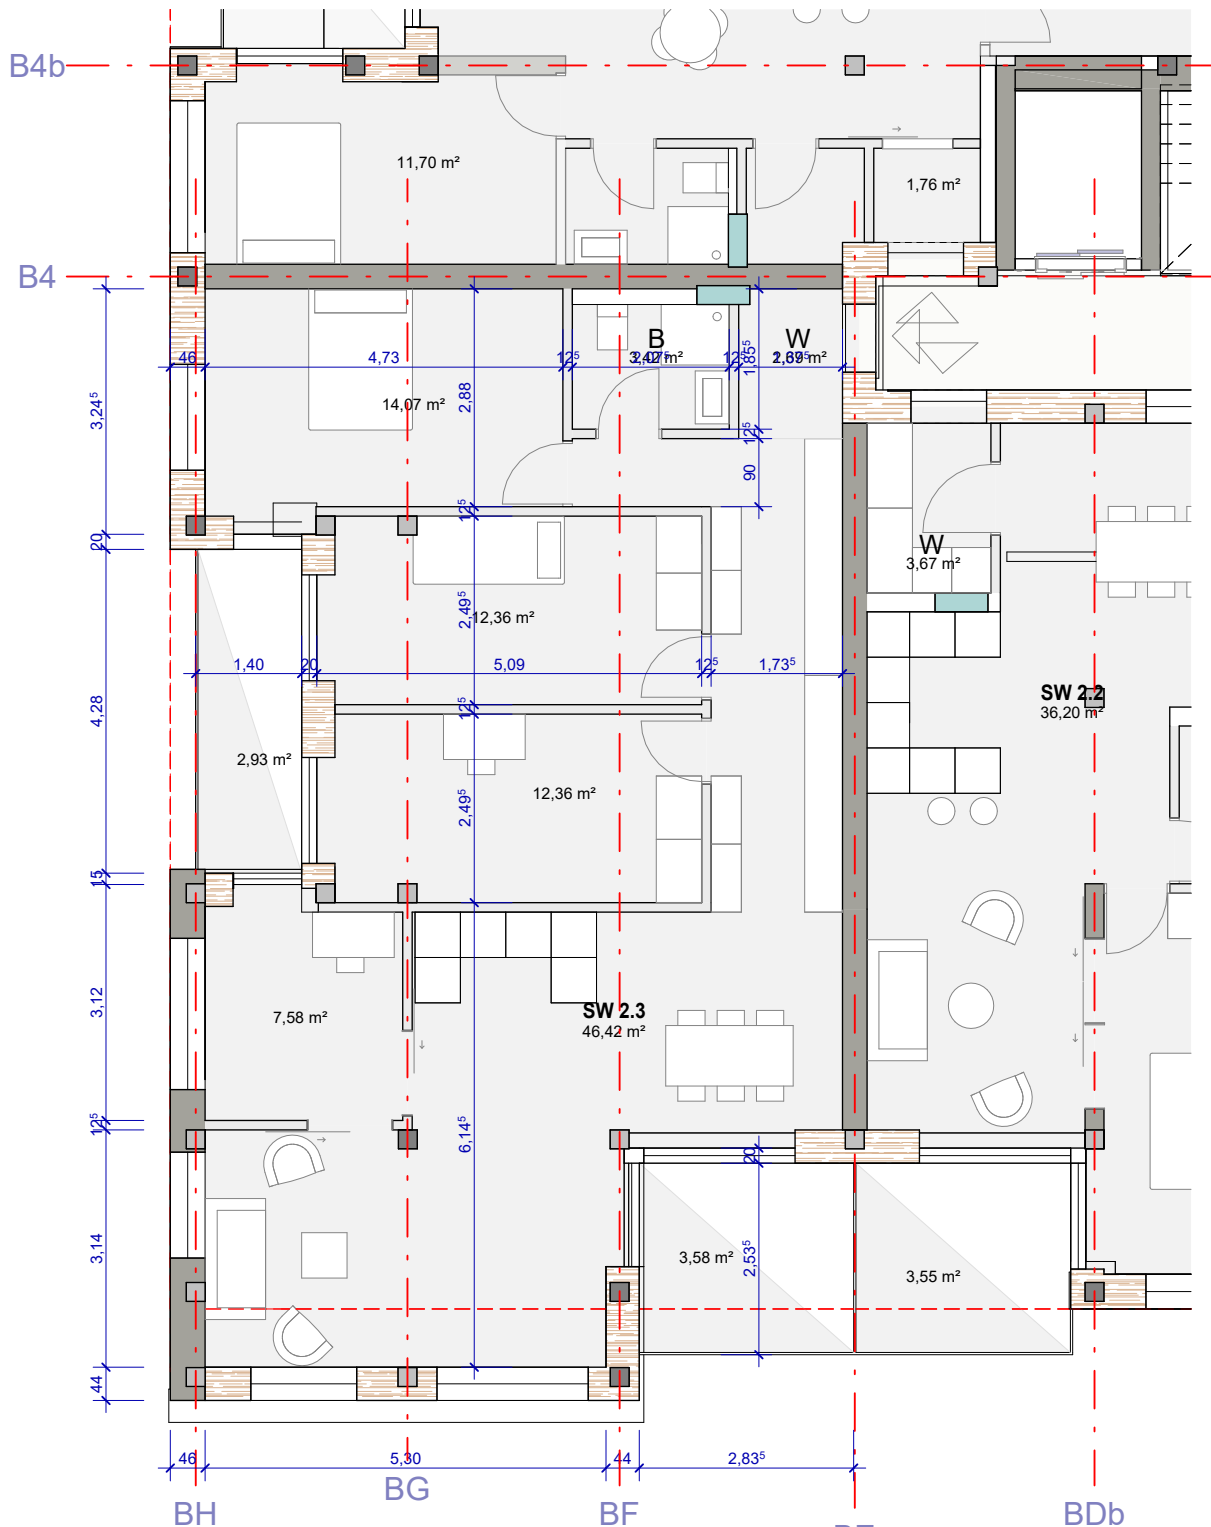 B4b
11,70 m²
1,76 m²
B4
B
W
46
4,73
12⁵
3,42 m²
12⁵
1,85⁵
14,07 m²
2,88
3,24⁵
12⁵
90
12⁵
W
3,67 m²
20
2,49⁵
12,36 m²
1,40
20
5,09
12⁵
1,73⁵
SW 2.2
36,20 m²
4,28
12⁵
2,93 m²
12,36 m²
2,49⁵
15
3,12
7,58 m²
SW 2.3
46,42 m²
12⁵
6,14⁵
20
3,14
3,58 m²
2,53⁵
3,55 m²
44
46
5,30
44
2,83⁵
BG
BH
BF
BDb